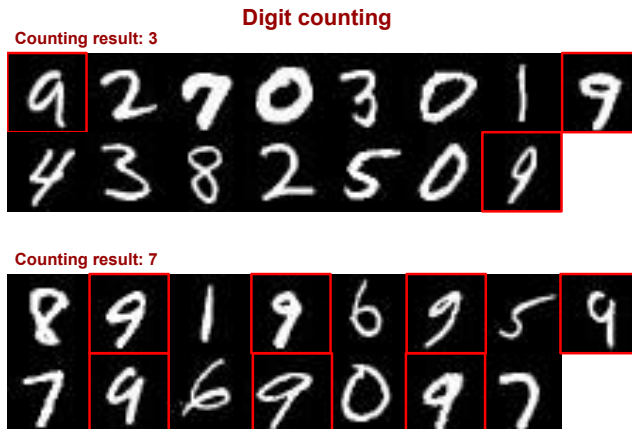 Digit counting
Counting result: 3
9 2 7 0 3 0 1 9
4 3 8 2 5 0 9
Counting result: 7
8 9 1 9 6 9 5 9
7 9 6 9 0 9 7